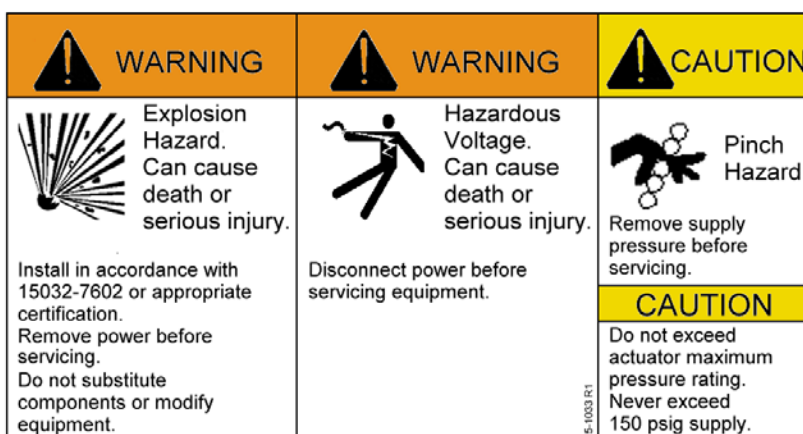 WARNING
Explosion
Hazard.
Can cause
death or
serious injury.
Install in accordance with
15032-7602 or appropriate
certification.
Remove power before
servicing.
Do not substitute
components or modify
equipment.
WARNING
Hazardous
Voltage.
Can cause
death or
serious injury.
Disconnect power before
servicing equipment.
5-1033 R1
CAUTION
Pinch
Hazard
Remove supply
pressure before
servicing.
CAUTION
Do not exceed
actuator maximum
pressure rating.
Never exceed
150 psig supply.